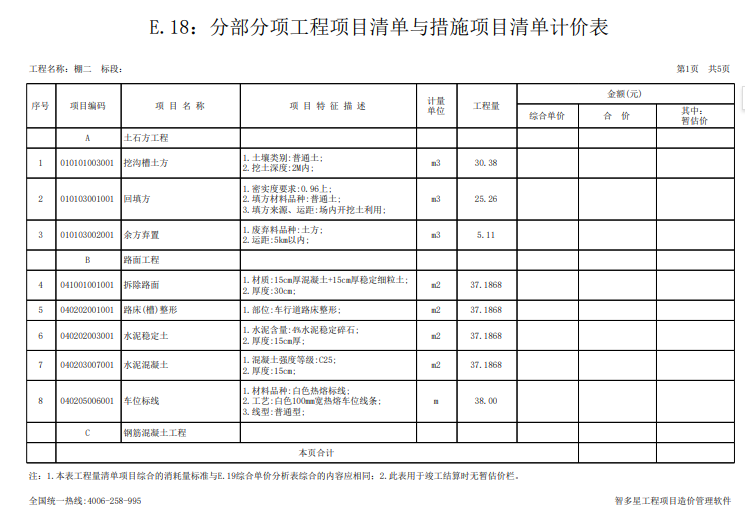 E.18: 分部分项工程项目清单与措施项目清单计价表
工程名称: 棚二 标段: 第1页 共5页
序号 项目编码 项 目 名 称 项 目 特 征 描 述 计量单位 工程量 金额(元)
综合单价 合 价 其中:暂估价
A 土石方工程
1 010101003001 挖沟槽土方 1.土壤类别:普通土; m3 30.38
2.挖土深度:2M内;
2 010103001001 回填方 1.密实度要求:0.96上; m3 25.26
2.填方材料品种:普通土;
3.填方来源、运距:场内开挖土利用;
3 010103002001 余方弃置 1.废弃料品种:土方; m3 5.11
2.运距:5km以内;
B 路面工程
4 041001001001 拆除路面 1.材质:15cm厚混凝土+15cm厚稳定细粒土; m2 37.1868
2.厚度:30cm;
5 040202001001 路床(槽)整形 1.部位:车行道路床整形; m2 37.1868
6 040202003001 水泥稳定土 1.水泥含量:4%水泥稳定碎石; m2 37.1868
2.厚度:15cm厚;
7 040203007001 水泥混凝土 1.混凝土强度等级:C25; m2 37.1868
2.厚度:15cm;
8 040205006001 车位标线 1.材料品种:白色热熔标线; m 38.00
2.工艺:白色100mm宽热熔车位线条;
3.线型:普通型;
C 钢筋混凝土工程
本页合计
注: 1.本表工程量清单项目综合的消耗量标准与E.19综合单价分析表综合的内容应相同; 2.此表用于竣工结算时无暂估价栏。
全国统一热线:4006-258-995 智多星工程项目造价管理软件